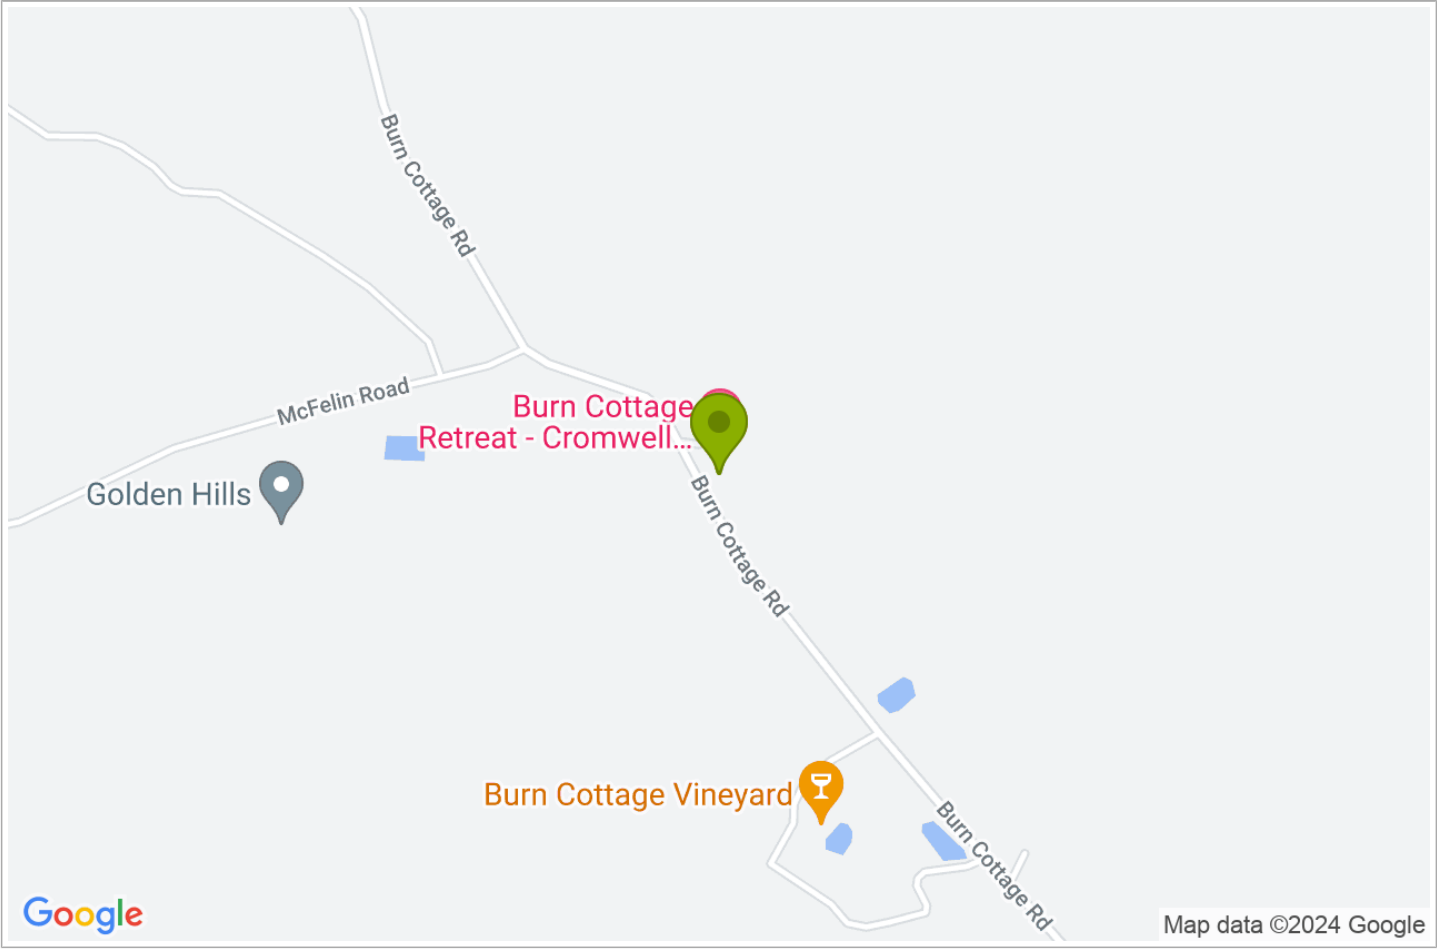 Burn Cottage Rd
McFelin Road
Burn Cottage
Retreat - Cromwell...
Golden Hills
Burn Cottage Rd
Burn Cottage Vineyard
Burn Cottage Rd
Google
Map data ©2024 Google